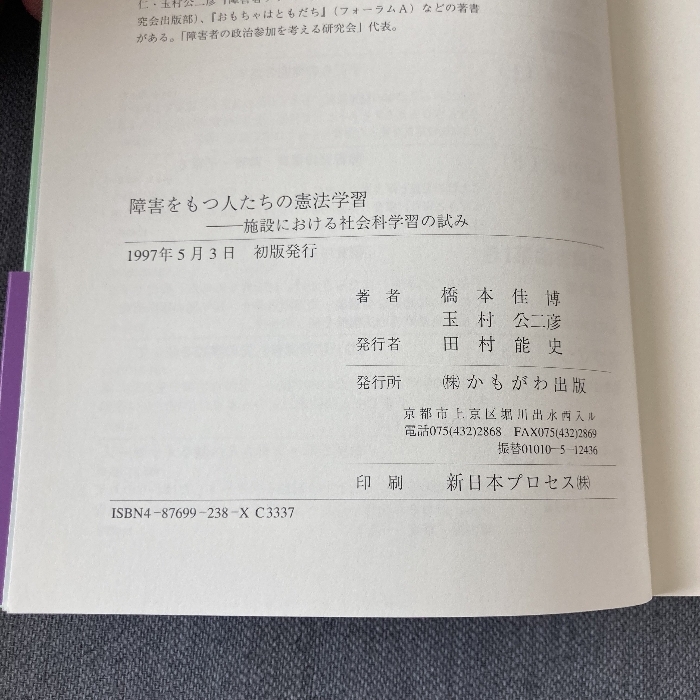 仁・玉村公二彦
究会出版部）、『おもちゃはともだち』（フォーラムA）などの著書
がある。「障害者の政治参加を考える研究会」代表。
障害をもつ人たちの憲法学習
――施設における社会科学習の試み
1997年5月3日　初版発行
著　者　橋　本　佳　博
玉　村　公二彦
発行者　田　村　能　史
発行所　㈱かもがわ出版
京都市上京区堀川出水西入ル
電話075(432)2868　FAX075(432)2869
振替01010-5-12436
印　刷　新日本プロセス㈱
ISBN4-87699-238-X C3337